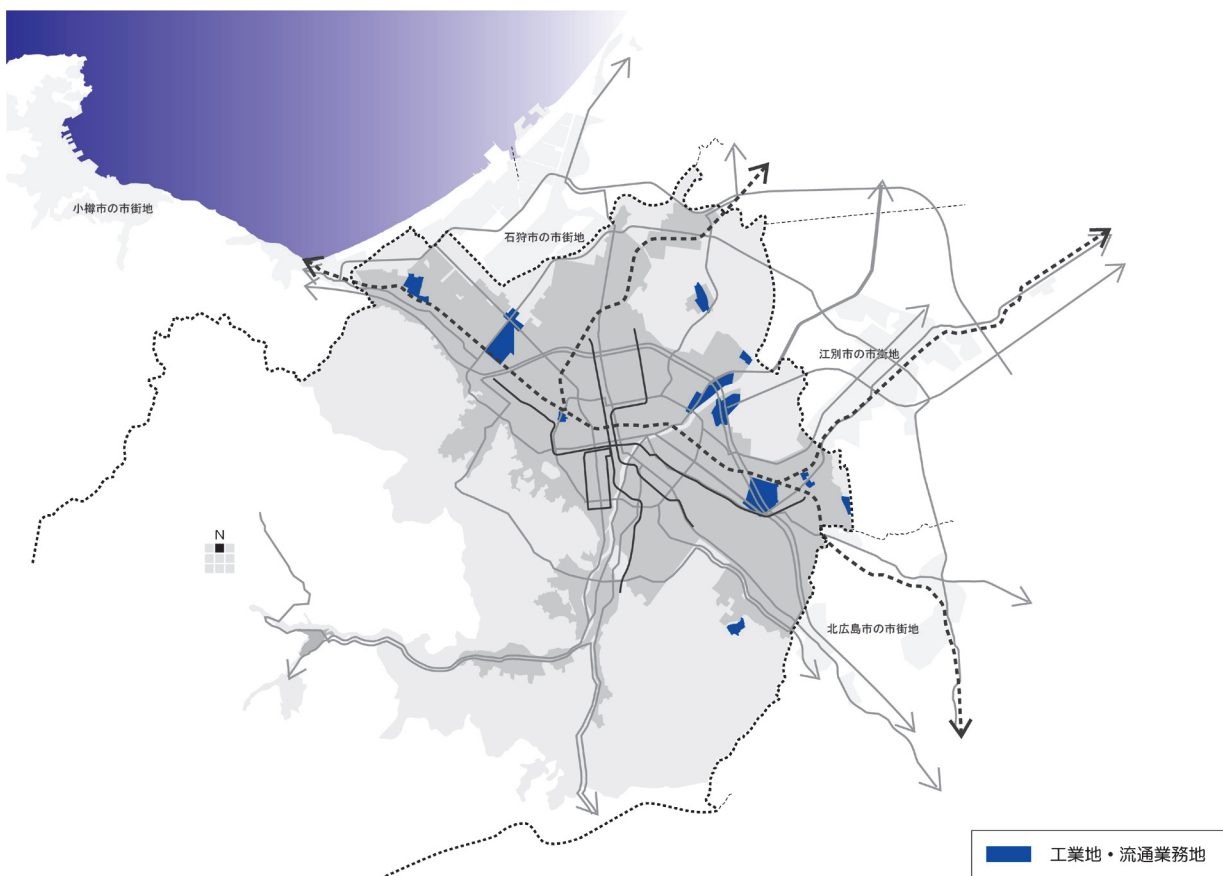 小樽市の市街地
石狩市の市街地
江別市の市街地
N
北広島市の市街地
工業地・流通業務地